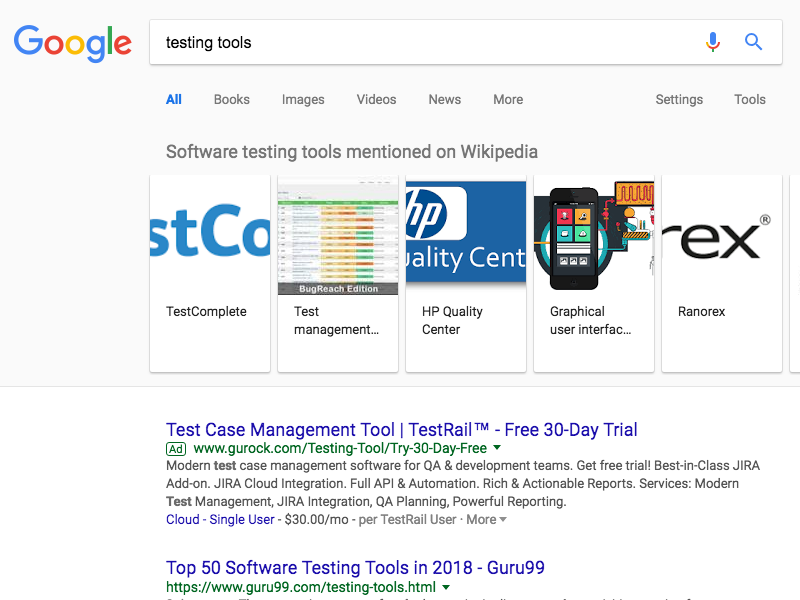 Google
testing tools
All Books Images Videos News More Settings Tools
Software testing tools mentioned on Wikipedia
stCo
BugReach Edition
hp
uality Cent
rex®
TestComplete
Test
management...
HP Quality
Center
Graphical
user interfac...
Ranorex
Test Case Management Tool | TestRail™ - Free 30-Day Trial
Ad www.gurock.com/Testing-Tool/Try-30-Day-Free
Modern test case management software for QA & development teams. Get free trial! Best-in-Class JIRA
Add-on. JIRA Cloud Integration. Full API & Automation. Rich & Actionable Reports. Services: Modern
Test Management, JIRA Integration, QA Planning, Powerful Reporting.
Cloud - Single User - $30.00/mo - per TestRail User · More
Top 50 Software Testing Tools in 2018 - Guru99
https://www.guru99.com/testing-tools.html